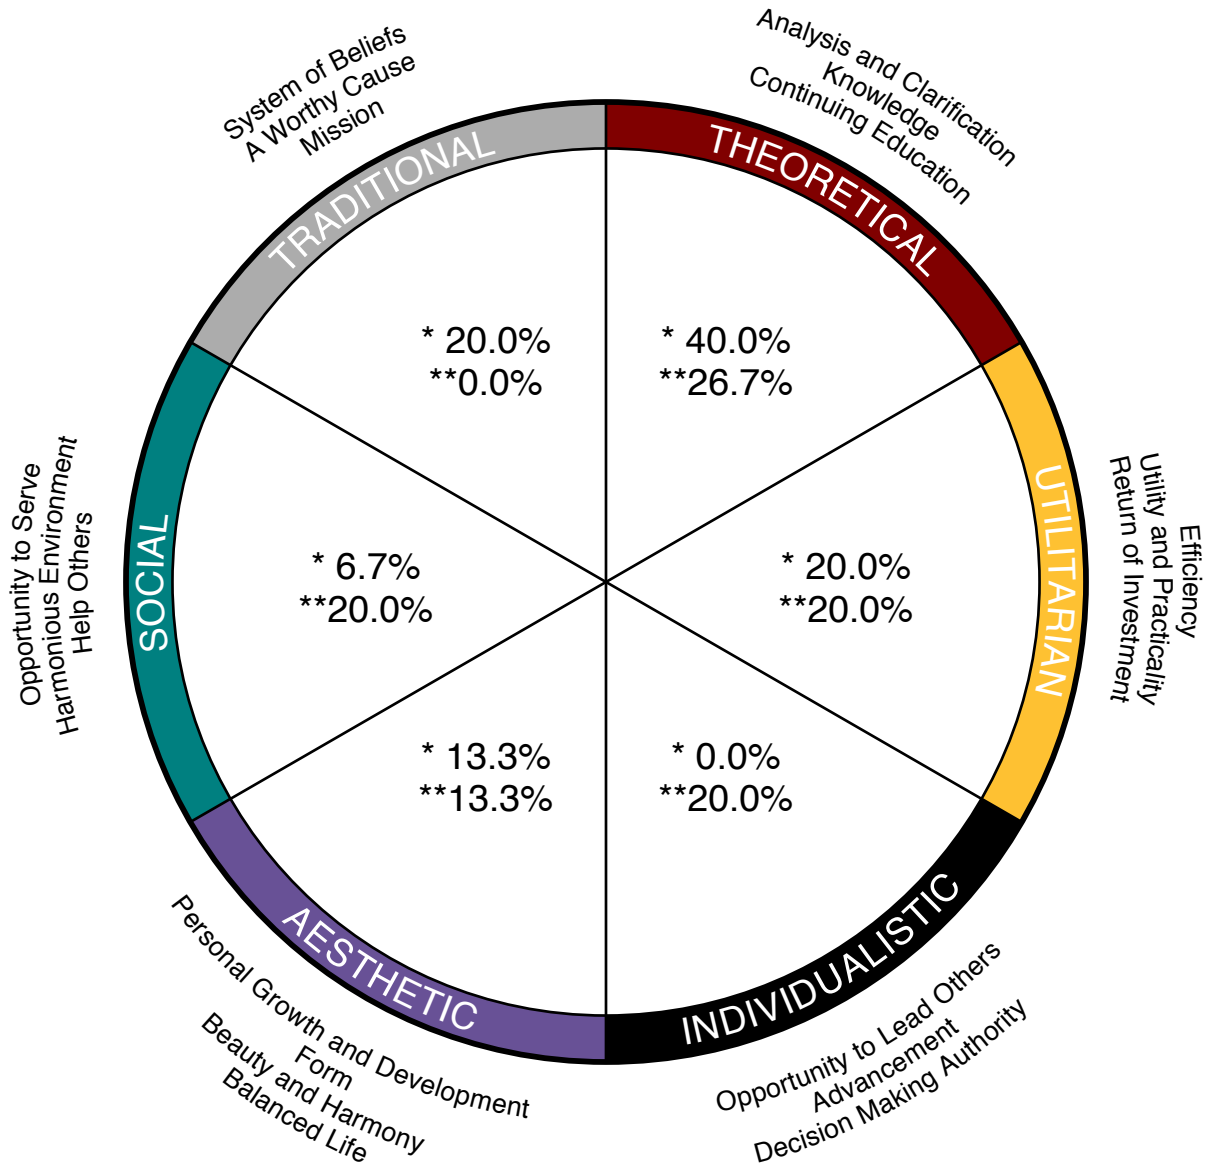 System of Beliefs
A Worthy Cause
Mission
TRADITIONAL
* 20.0%
**0.0%
Analysis and Clarification
Knowledge
Continuing Education
THEORETICAL
* 40.0%
**26.7%
Efficiency
Utility and Practicality
Return of Investment
UTILITARIAN
* 20.0%
**20.0%
Opportunity to Serve
Harmonious Environment
Help Others
SOCIAL
* 6.7%
**20.0%
* 13.3%
**13.3%
AESTHETIC
Personal Growth and Development
Form
Beauty and Harmony
Balanced Life
* 0.0%
**20.0%
INDIVIDUALISTIC
Opportunity to Lead Others
Advancement
Decision Making Authority